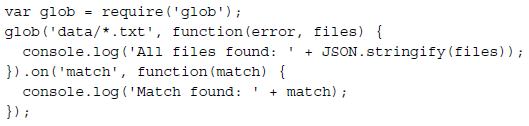 var glob = require('glob');
glob('data/*.txt', function(error, files) {
  console.log('All files found: ' + JSON.stringify(files));
}).on('match', function(match) {
  console.log('Match found: ' + match);
});